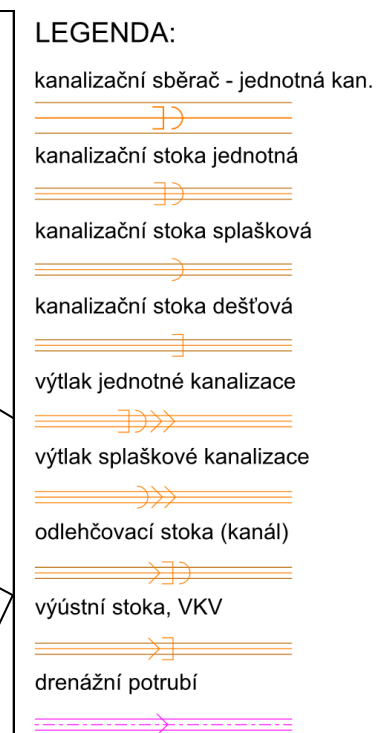 LEGENDA:
kanalizační sběrač - jednotná kan.
kanalizační stoka jednotná
kanalizační stoka splašková
kanalizační stoka dešťová
výtlak jednotné kanalizace
výtlak splaškové kanalizace
odlehčovací stoka (kanál)
výústní stoka, VKV
drenážní potrubí